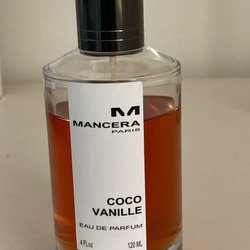 M
MANCERA
PARIS
COCO
VANILLE
EAU DE PARFUM
4 Fl.oz 120 ML